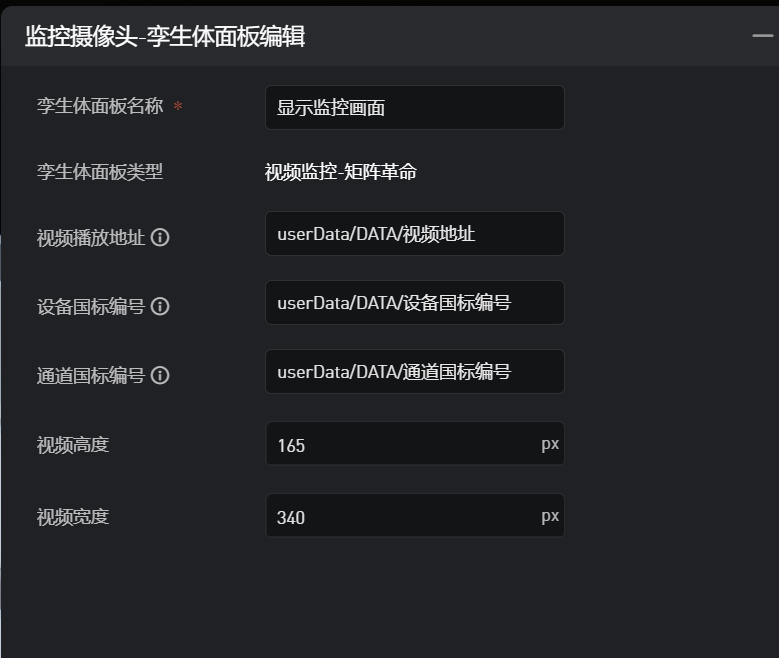 监控摄像头-孪生体面板编辑
孪生体面板名称 * 显示监控画面
孪生体面板类型 视频监控-矩阵革命
视频播放地址 userData/DATA/视频地址
设备国标编号 userData/DATA/设备国标编号
通道国标编号 userData/DATA/通道国标编号
视频高度 165 px
视频宽度 340 px